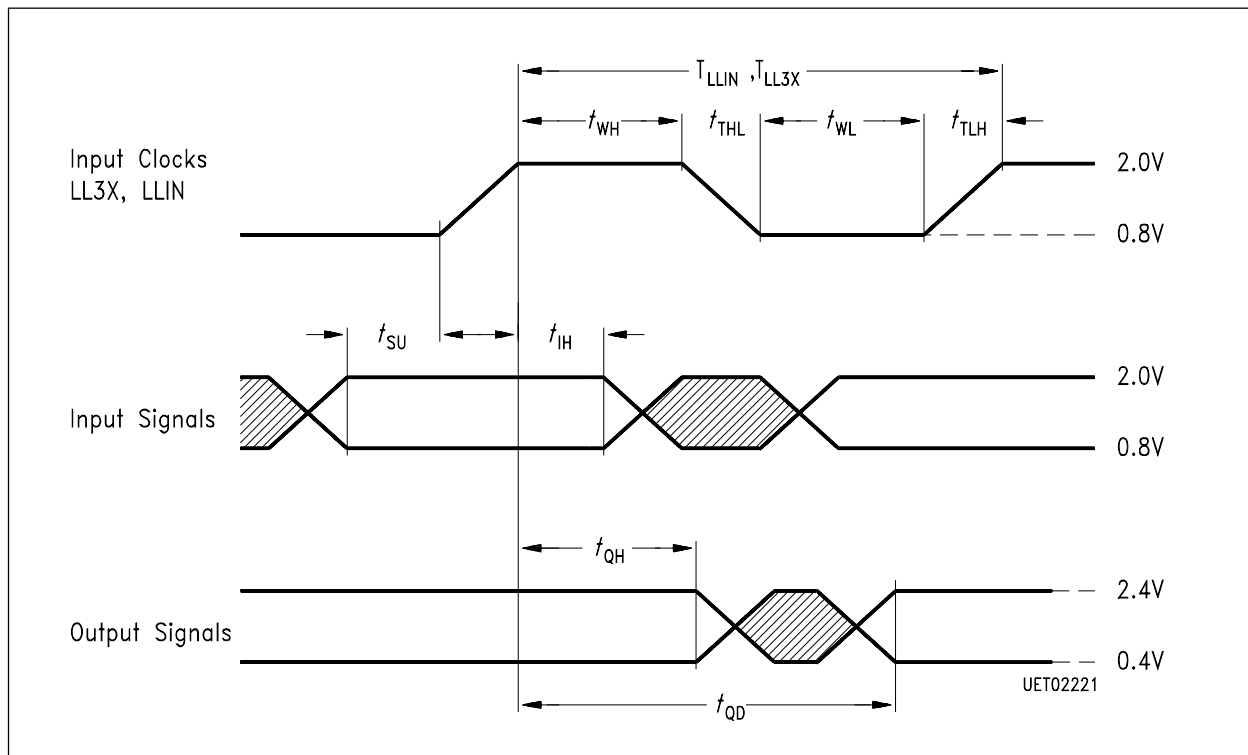 T_LLIN ,T_LL3X
t_WH t_THL t_WL t_TLH
Input Clocks
LL3X, LLIN
2.0V
0.8V
t_SU t_IH
Input Signals
2.0V
0.8V
t_QH
Output Signals
2.4V
0.4V
UET02221
t_QD